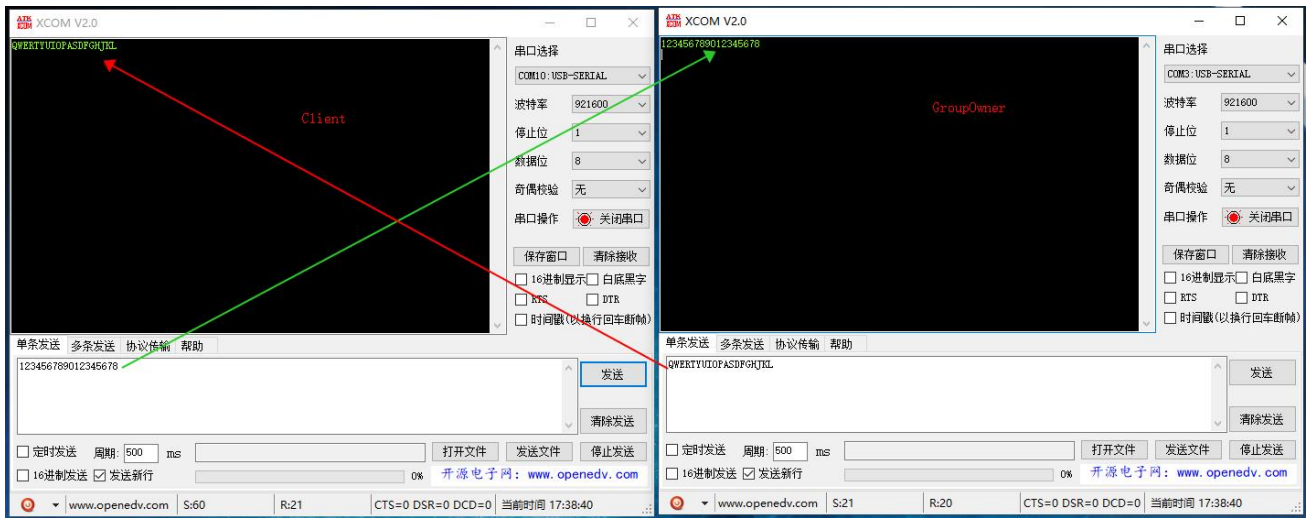 XCOM V2.0
QWERTYUIOPASDFGHJKL
Client
串口选择
COM10:USB-SERIAL
波特率 921600
停止位 1
数据位 8
奇偶校验 无
串口操作 关闭串口
保存窗口 清除接收
16进制显示 白底黑字
RTS DTR
时间戳(以换行回车断帧)
单条发送 多条发送 协议传输 帮助
123456789012345678
发送
清除发送
定时发送 周期: 500 ms 打开文件 发送文件 停止发送
16进制发送 发送新行 0% 开源电子网: www.openedv.com
www.openedv.com S:60 R:21 CTS=0 DSR=0 DCD=0 当前时间 17:38:40
ATK XCOM XCOM V2.0
123456789012345678
GroupOwner
串口选择
COM3:USB-SERIAL
波特率 921600
停止位 1
数据位 8
奇偶校验 无
串口操作 关闭串口
保存窗口 清除接收
16进制显示 白底黑字
RTS DTR
时间戳(以换行回车断帧)
单条发送 多条发送 协议传输 帮助
QWERTYUIOPASDFGHJKL
发送
清除发送
定时发送 周期: 500 ms 打开文件 发送文件 停止发送
16进制发送 发送新行 0% 开源电子网: www.openedv.com
www.openedv.com S:21 R:20 CTS=0 DSR=0 DCD=0 当前时间 17:38:40